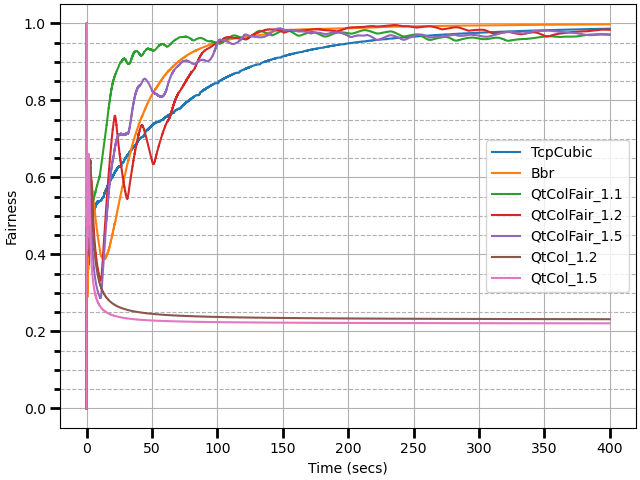 1.0
0.8
0.6
0.4
0.2
0.0
Fairness
TcpCubic
Bbr
QtColFair_1.1
QtColFair_1.2
QtColFair_1.5
QtCol_1.2
QtCol_1.5
0 50 100 150 200 250 300 350 400
Time (secs)